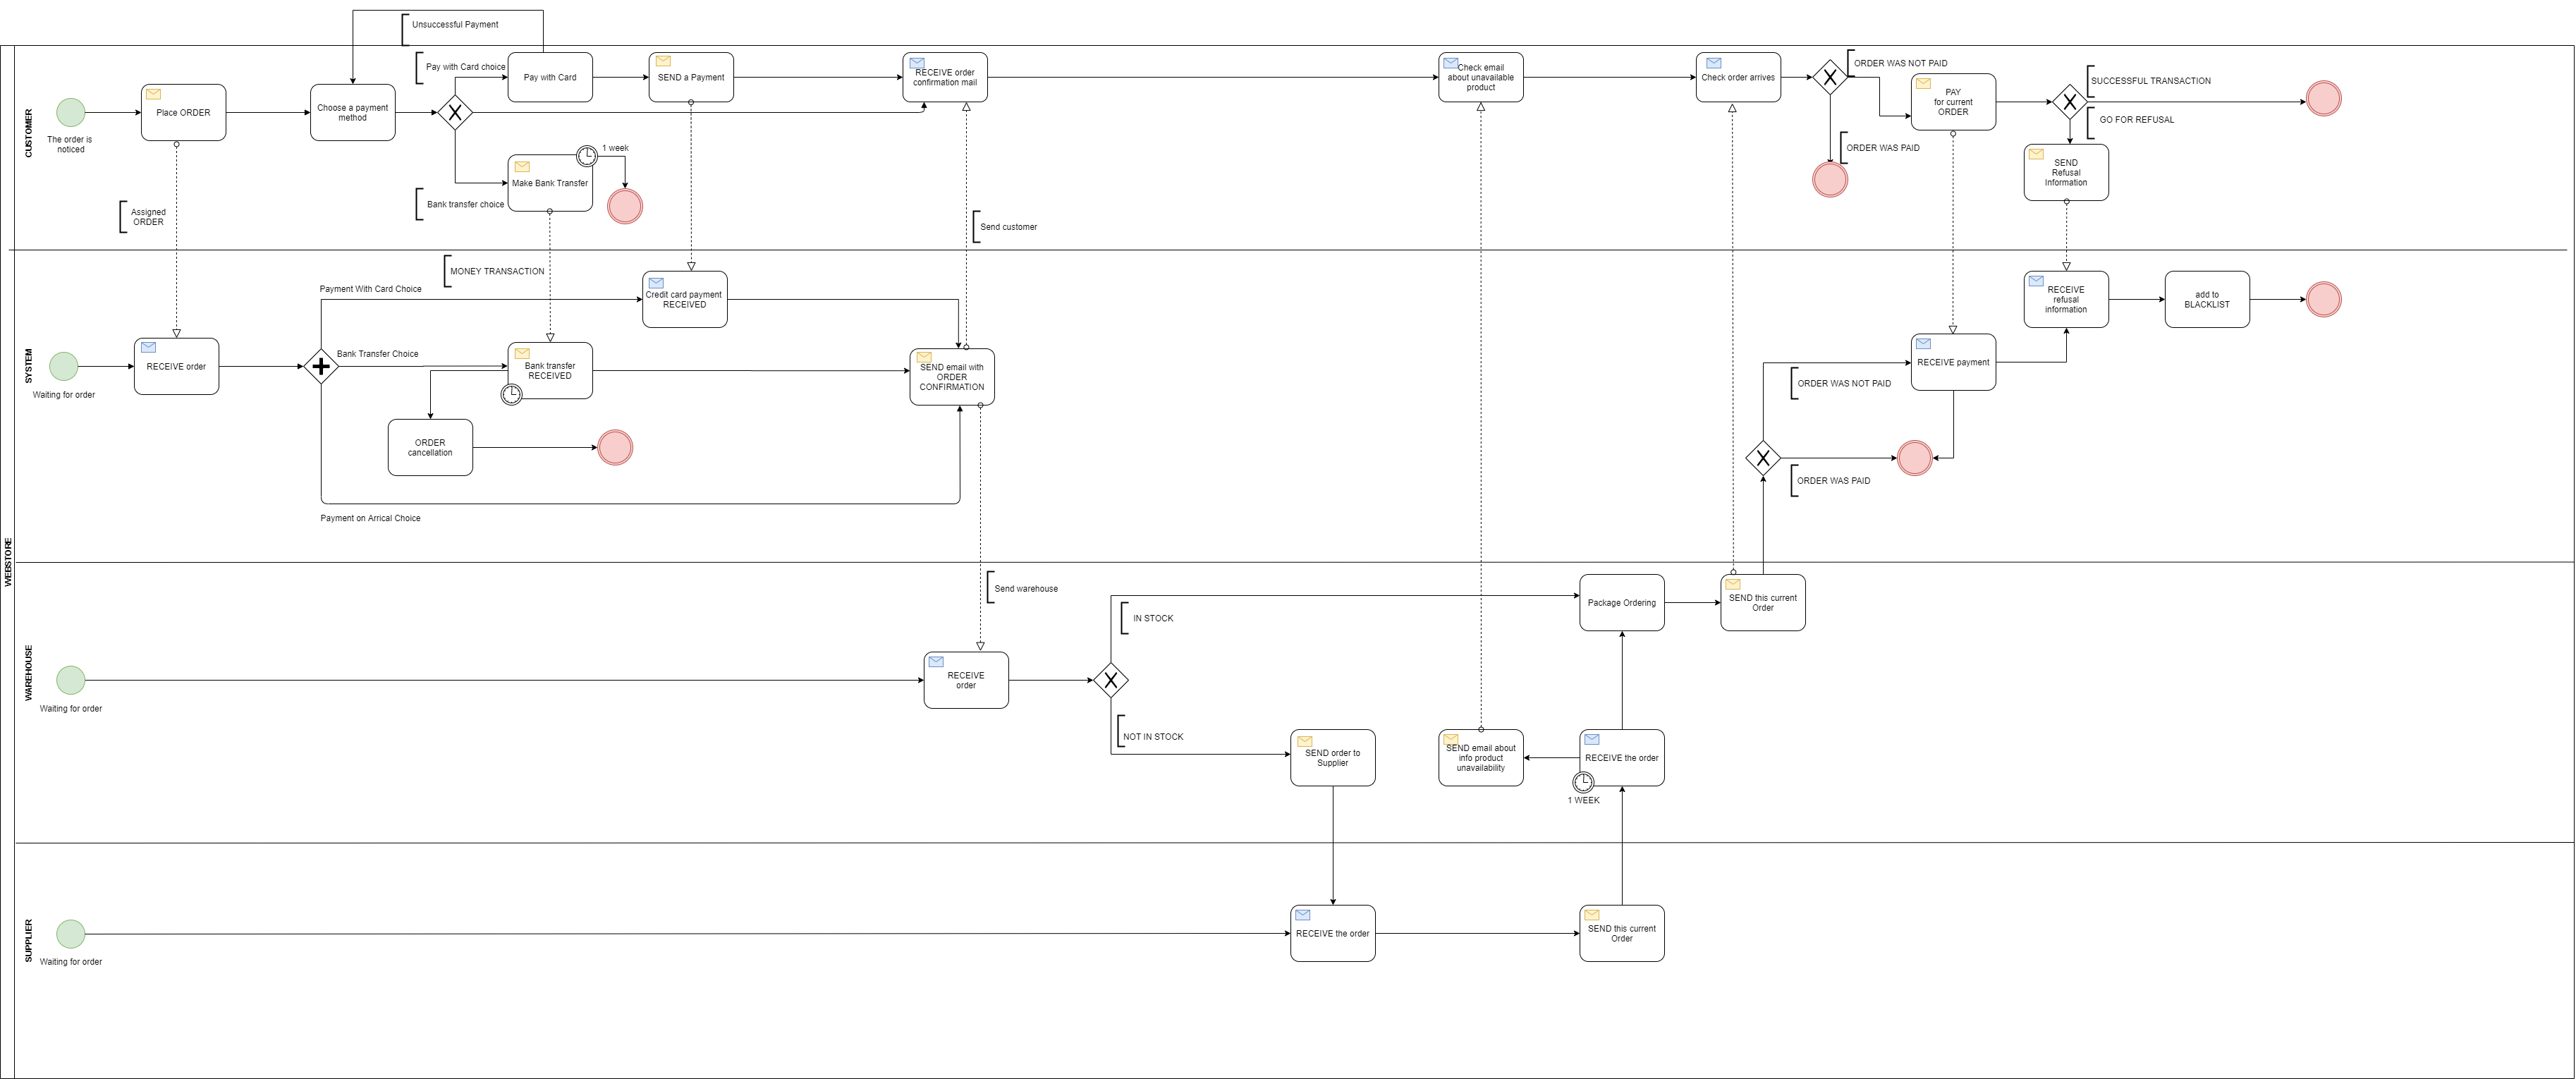 WEBSTORE
CUSTOMER
Unsuccessful Payment
The order is
noticed
Place ORDER
Assigned
ORDER
Choose a payment
method
Pay with Card choice
Pay with Card
SEND a Payment
Bank transfer choice
Make Bank Transfer
1 week
RECEIVE order
confirmation mail
Send customer
Check email
about unavailable
product
Check order arrives
ORDER WAS NOT PAID
ORDER WAS PAID
PAY
for current
ORDER
SUCCESSFUL TRANSACTION
GO FOR REFUSAL
SEND
Refusal
Information
SYSTEM
Waiting for order
RECEIVE order
Payment With Card Choice
MONEY TRANSACTION
Credit card payment
RECEIVED
Bank Transfer Choice
Bank transfer
RECEIVED
ORDER
cancellation
Payment on Arrical Choice
SEND email with
ORDER
CONFIRMATION
ORDER WAS NOT PAID
ORDER WAS PAID
RECEIVE payment
RECEIVE
refusal
information
add to
BLACKLIST
WAREHOUSE
Waiting for order
Send warehouse
RECEIVE
order
IN STOCK
NOT IN STOCK
SEND order to
Supplier
SEND email about
info product
unavailability
RECEIVE the order
1 WEEK
Package Ordering
SEND this current
Order
SUPPLIER
Waiting for order
RECEIVE the order
SEND this current
Order